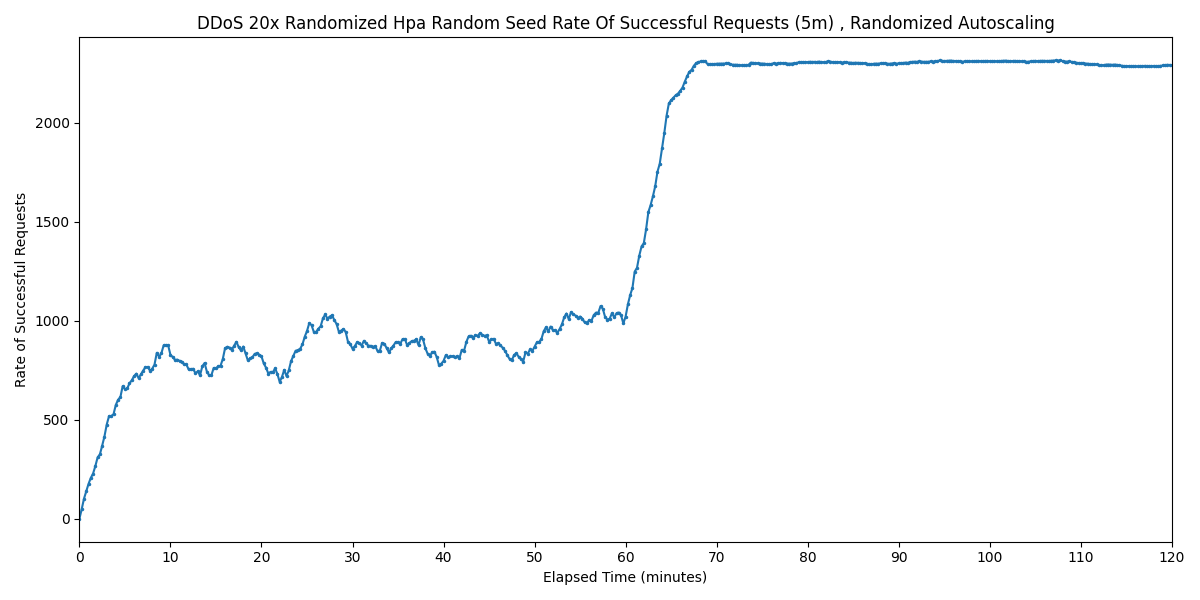 DDoS 20x Randomized Hpa Random Seed Rate Of Successful Requests (5m) , Randomized Autoscaling
Rate of Successful Requests
2000
1500
1000
500
0
0 10 20 30 40 50 60 70 80 90 100 110 120
Elapsed Time (minutes)